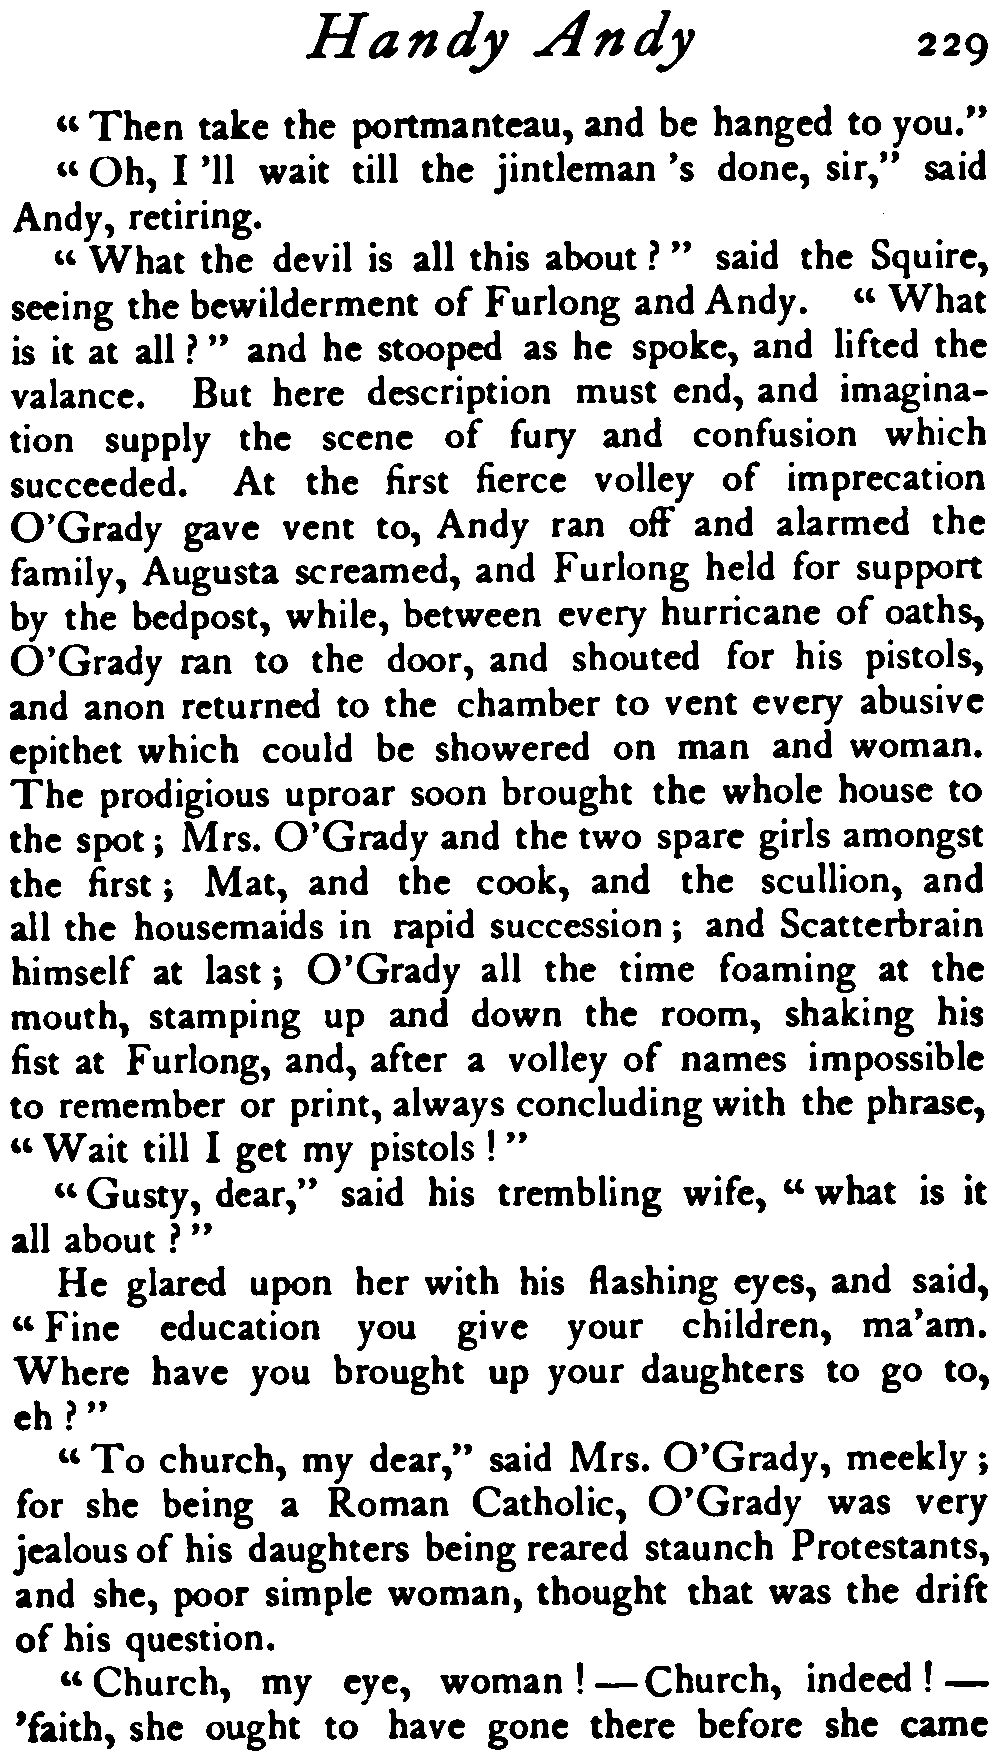 Handy Andy 229
“Then take the portmanteau, and be hanged to you.”
“Oh, I ’ll wait till the jintleman ’s done, sir,” said
Andy, retiring.
“What the devil is all this about?” said the Squire,
seeing the bewilderment of Furlong and Andy. “What
is it at all?” and he stooped as he spoke, and lifted the
valance. But here description must end, and imagina-
tion supply the scene of fury and confusion which
succeeded. At the first fierce volley of imprecation
O’Grady gave vent to, Andy ran off and alarmed the
family, Augusta screamed, and Furlong held for support
by the bedpost, while, between every hurricane of oaths,
O’Grady ran to the door, and shouted for his pistols,
and anon returned to the chamber to vent every abusive
epithet which could be showered on man and woman.
The prodigious uproar soon brought the whole house to
the spot; Mrs. O’Grady and the two spare girls amongst
the first; Mat, and the cook, and the scullion, and
all the housemaids in rapid succession; and Scatterbrain
himself at last; O’Grady all the time foaming at the
mouth, stamping up and down the room, shaking his
fist at Furlong, and, after a volley of names impossible
to remember or print, always concluding with the phrase,
“Wait till I get my pistols!”
“Gusty, dear,” said his trembling wife, “what is it
all about?”
He glared upon her with his flashing eyes, and said,
“Fine education you give your children, ma’am.
Where have you brought up your daughters to go to,
eh?”
“To church, my dear,” said Mrs. O’Grady, meekly;
for she being a Roman Catholic, O’Grady was very
jealous of his daughters being reared staunch Protestants,
and she, poor simple woman, thought that was the drift
of his question.
“Church, my eye, woman!—Church, indeed!—
’faith, she ought to have gone there before she came